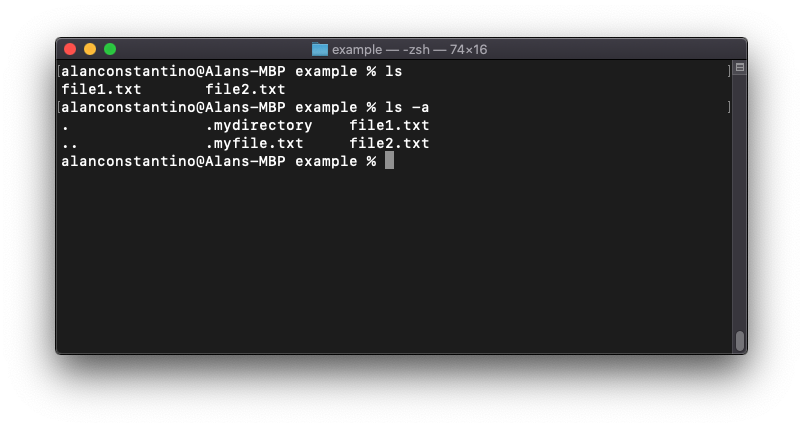 example — -zsh — 74×16
[alanconstantino@Alans-MBP example % ls ]
file1.txt file2.txt
[alanconstantino@Alans-MBP example % ls -a ]
. .mydirectory file1.txt
.. .myfile.txt file2.txt
alanconstantino@Alans-MBP example %